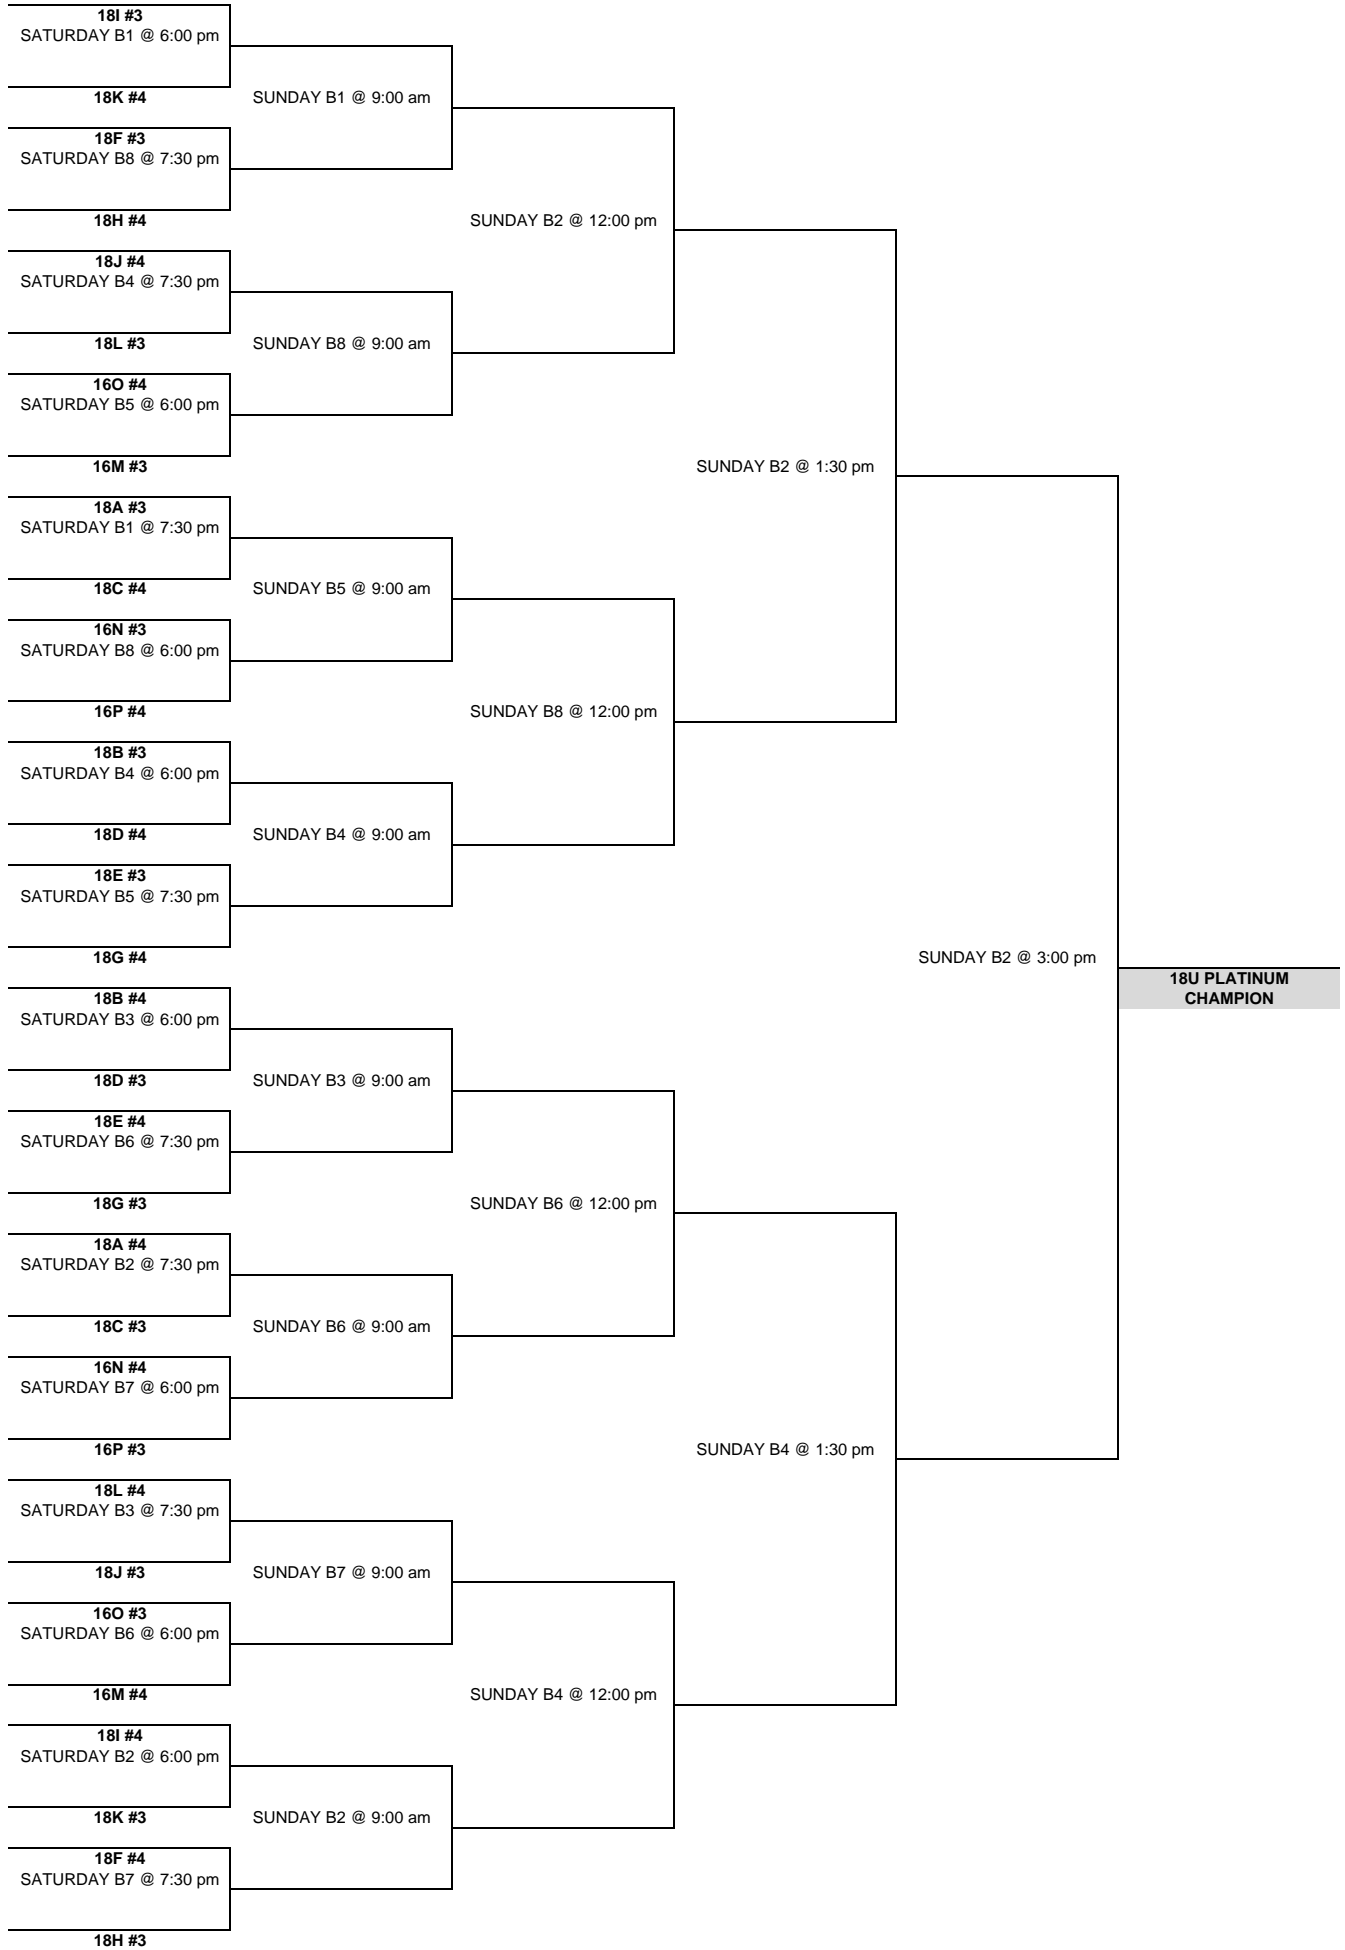 18I #3
SATURDAY B1 @ 6:00 pm
18K #4
SUNDAY B1 @ 9:00 am
18F #3
SATURDAY B8 @ 7:30 pm
18H #4
SUNDAY B2 @ 12:00 pm
18J #4
SATURDAY B4 @ 7:30 pm
18L #3
SUNDAY B8 @ 9:00 am
16O #4
SATURDAY B5 @ 6:00 pm
16M #3
SUNDAY B2 @ 1:30 pm
18A #3
SATURDAY B1 @ 7:30 pm
18C #4
SUNDAY B5 @ 9:00 am
16N #3
SATURDAY B8 @ 6:00 pm
16P #4
SUNDAY B8 @ 12:00 pm
18B #3
SATURDAY B4 @ 6:00 pm
18D #4
SUNDAY B4 @ 9:00 am
18E #3
SATURDAY B5 @ 7:30 pm
18G #4
SUNDAY B2 @ 3:00 pm
18U PLATINUM
CHAMPION
18B #4
SATURDAY B3 @ 6:00 pm
18D #3
SUNDAY B3 @ 9:00 am
18E #4
SATURDAY B6 @ 7:30 pm
18G #3
SUNDAY B6 @ 12:00 pm
18A #4
SATURDAY B2 @ 7:30 pm
18C #3
SUNDAY B6 @ 9:00 am
16N #4
SATURDAY B7 @ 6:00 pm
16P #3
SUNDAY B4 @ 1:30 pm
18L #4
SATURDAY B3 @ 7:30 pm
18J #3
SUNDAY B7 @ 9:00 am
16O #3
SATURDAY B6 @ 6:00 pm
16M #4
SUNDAY B4 @ 12:00 pm
18I #4
SATURDAY B2 @ 6:00 pm
18K #3
SUNDAY B2 @ 9:00 am
18F #4
SATURDAY B7 @ 7:30 pm
18H #3